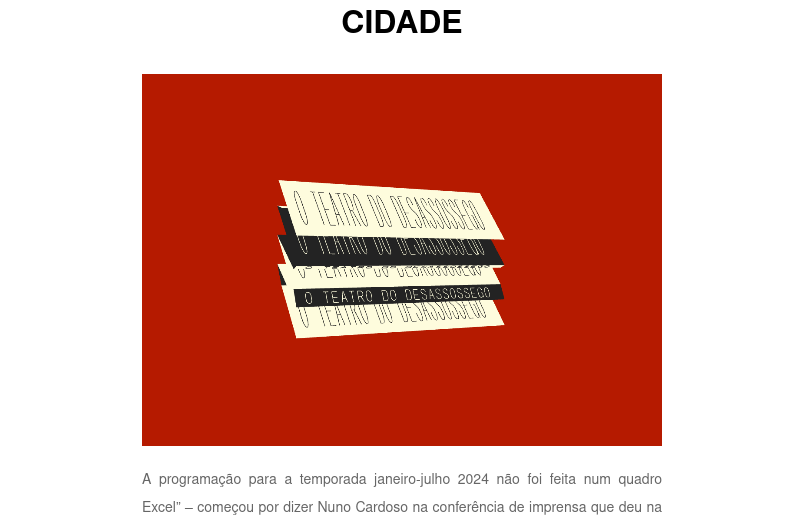 CIDADE
O TEATRO DO DESASSOSSEGO
O TEATRO DO DESASSOSSEGO
O TEATRO DO DESASSOSSEGO
O TEATRO DO DESASSOSSEGO
O TEATRO DO DESASSOSSEGO
A programação para a temporada janeiro-julho 2024 não foi feita num quadro
Excel” – começou por dizer Nuno Cardoso na conferência de imprensa que deu na